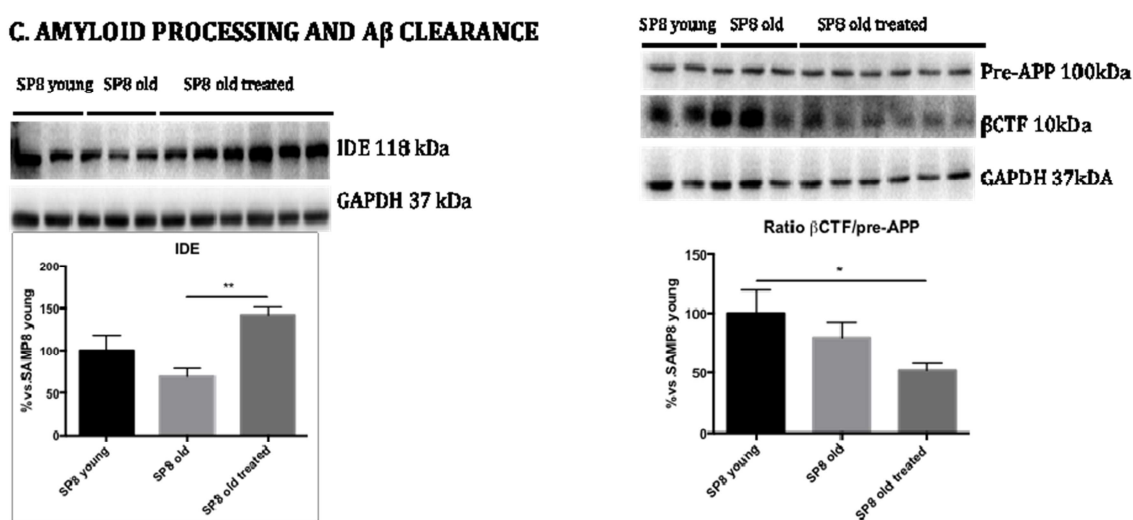 C. AMYLOID PROCESSING AND Aβ CLEARANCE
SP8 young SP8 old SP8 old treated
IDE 118 kDa
GAPDH 37 kDa
IDE
% vs.SAMP8 young
200
150
100
50
0
**
SP8 young
SP8 old
SP8 old treated
SP8 young SP8 old SP8 old treated
Pre-APP 100kDa
βCTF 10kDa
GAPDH 37kDA
Ratio βCTF/pre-APP
% vs.SAMP8 young
150
100
50
0
*
SP8 young
SP8 old
SP8 old treated